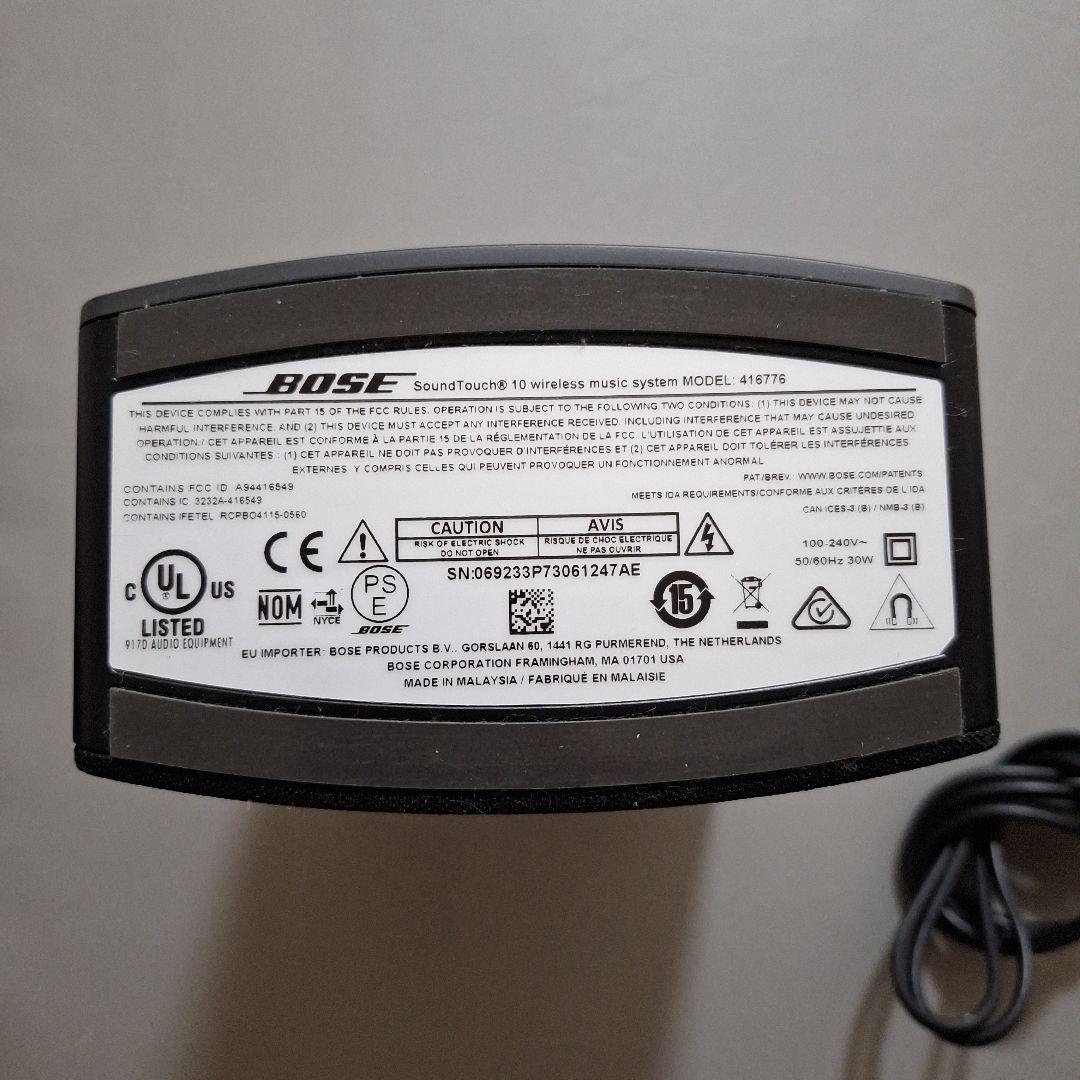 BOSE SoundTouch® 10 wireless music system MODEL: 416776
THIS DEVICE COMPLIES WITH PART 15 OF THE FCC RULES. OPERATION IS SUBJECT TO THE FOLLOWING TWO CONDITIONS: (1) THIS DEVICE MAY NOT CAUSE
HARMFUL INTERFERENCE. AND (2) THIS DEVICE MUST ACCEPT ANY INTERFERENCE RECEIVED, INCLUDING INTERFERENCE THAT MAY CAUSE UNDESIRED
OPERATION./ CET APPAREIL EST CONFORME À LA PARTIE 15 DE LA RÉGLEMENTATION DE LA FCC. L'UTILISATION DE CET APPAREIL EST ASSUJETTIE AUX
CONDITIONS SUIVANTES : (1) CET APPAREIL NE DOIT PAS PROVOQUER D'INTERFÉRENCES ET (2) CET APPAREIL DOIT TOLÉRER LES INTERFÉRENCES
EXTERNES Y COMPRIS CELLES QUI PEUVENT PROVOQUER UN FONCTIONNEMENT ANORMAL
PAT./BREV.: WWW.BOSE.COM/PATENTS
CONTAINS FCC ID A94416549
MEETS IDA REQUIREMENTS/CONFORME AUX CRITÈRES DE L'IDA
CONTAINS IC 3232A-416549
CAN ICES-3 (B) / NMB-3 (B)
CONTAINS IFETEL RCPBO4115-0560
CAUTION AVIS
RISK OF ELECTRIC SHOCK
DO NOT OPEN
RISQUE DE CHOC ELECTRIQUE
NE PAS OUVRIR
100-240V~
50/60Hz 30W
CE
SN:069233P73061247AE
C UL ® US
LISTED
917D AUDIO EQUIPMENT
NOM
NYCE
PS
E
BOSE
15
EU IMPORTER: BOSE PRODUCTS B.V.. GORSLAAN 60, 1441 RG PURMEREND, THE NETHERLANDS
BOSE CORPORATION FRAMINGHAM, MA 01701 USA
MADE IN MALAYSIA / FABRIQUÉ EN MALAISIE